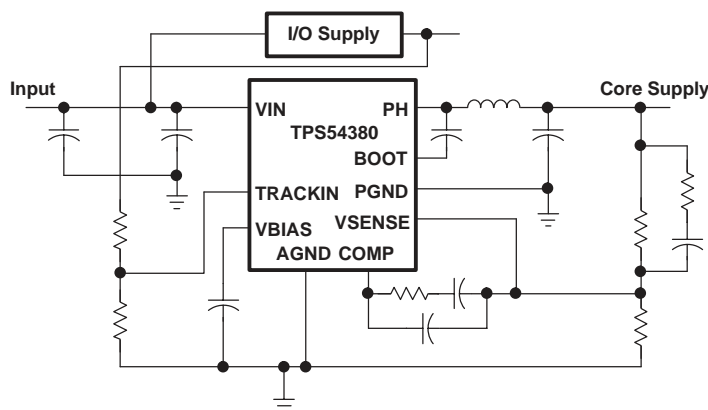 I/O Supply
Input
Core Supply
VIN
PH
TPS54380
BOOT
TRACKIN
PGND
VSENSE
VBIAS
AGND COMP